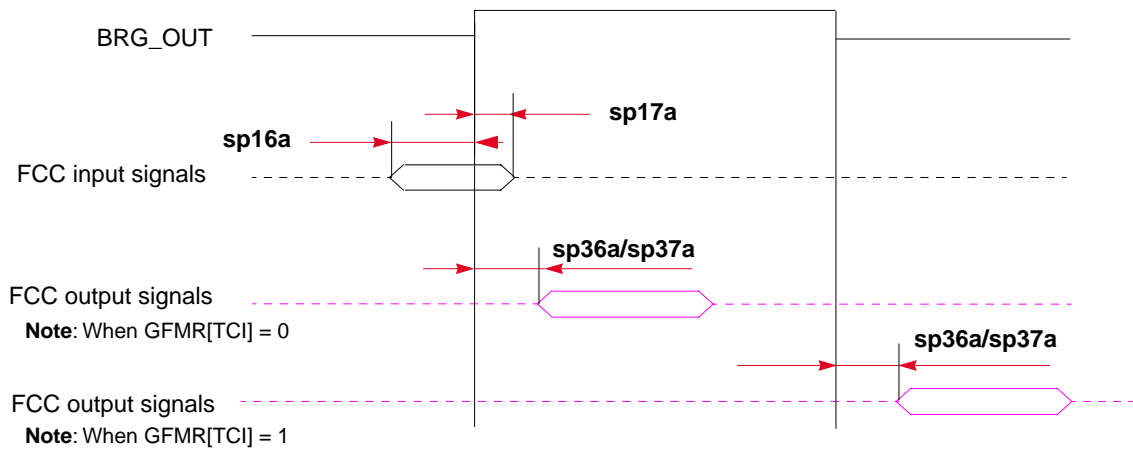 BRG_OUT
sp17a
sp16a
FCC input signals
sp36a/sp37a
FCC output signals
Note: When GFMR[TCI] = 0
sp36a/sp37a
FCC output signals
Note: When GFMR[TCI] = 1